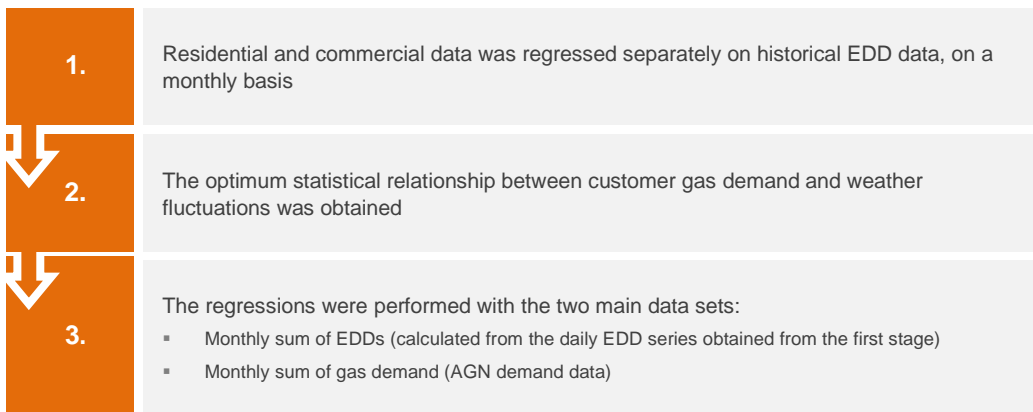 1.
Residential and commercial data was regressed separately on historical EDD data, on a
monthly basis
2.
The optimum statistical relationship between customer gas demand and weather
fluctuations was obtained
3.
The regressions were performed with the two main data sets:
▪ Monthly sum of EDDs (calculated from the daily EDD series obtained from the first stage)
▪ Monthly sum of gas demand (AGN demand data)